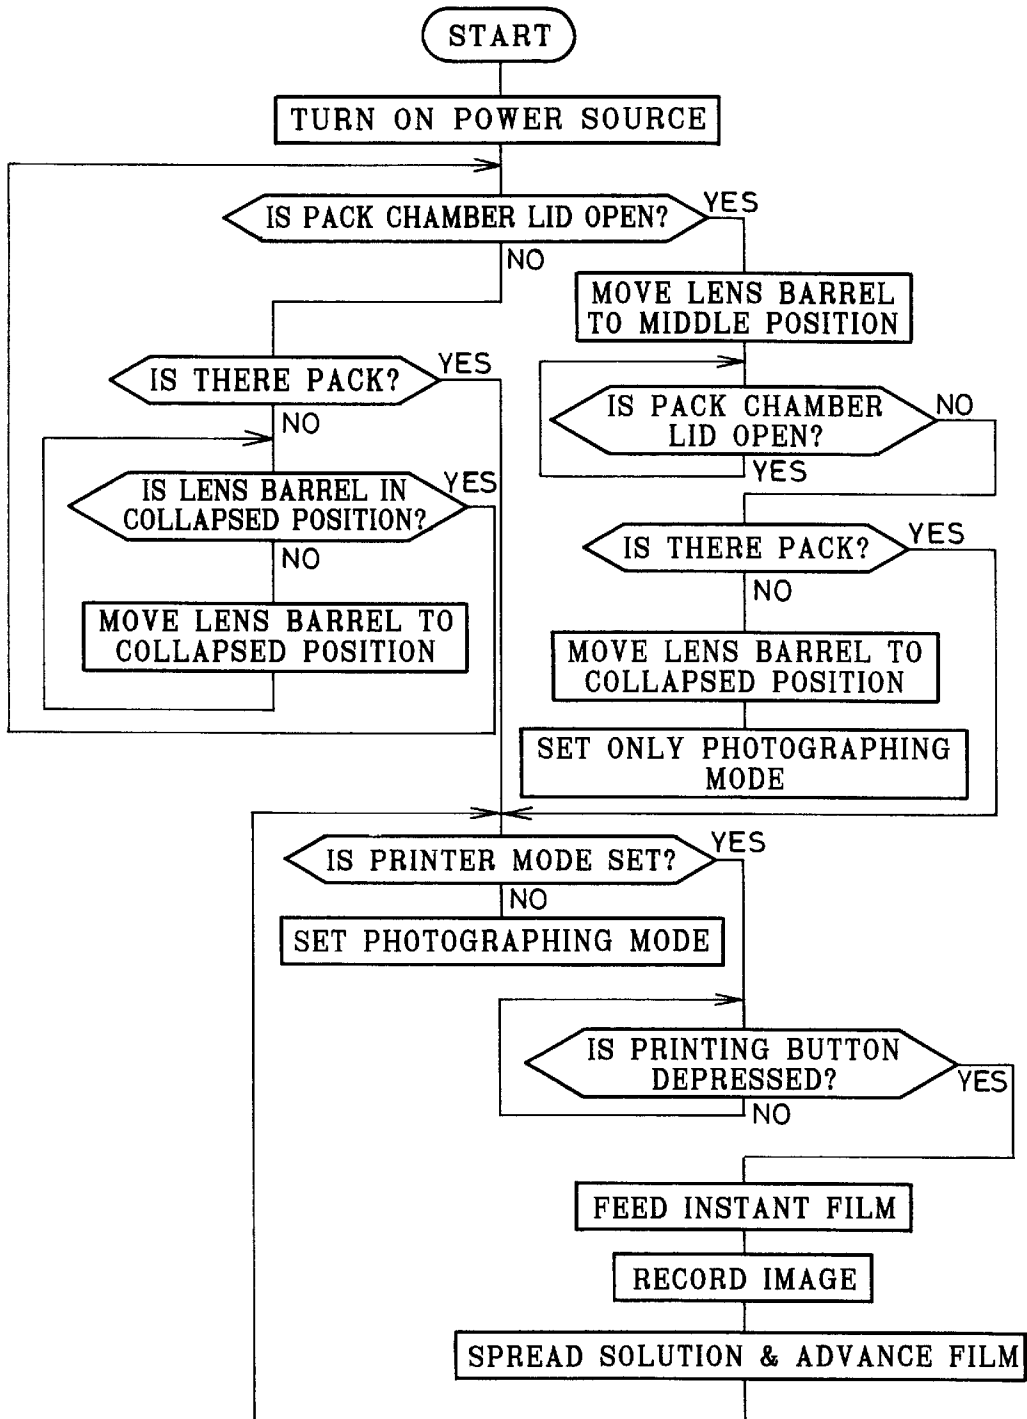 START
TURN ON POWER SOURCE
IS PACK CHAMBER LID OPEN?
YES
NO
MOVE LENS BARREL
TO MIDDLE POSITION
IS THERE PACK?
YES
NO
IS PACK CHAMBER
LID OPEN?
NO
YES
IS LENS BARREL IN
COLLAPSED POSITION?
YES
NO
IS THERE PACK?
YES
NO
MOVE LENS BARREL TO
COLLAPSED POSITION
MOVE LENS BARREL TO
COLLAPSED POSITION
SET ONLY PHOTOGRAPHING
MODE
IS PRINTER MODE SET?
YES
NO
SET PHOTOGRAPHING MODE
IS PRINTING BUTTON
DEPRESSED?
YES
NO
FEED INSTANT FILM
RECORD IMAGE
SPREAD SOLUTION & ADVANCE FILM